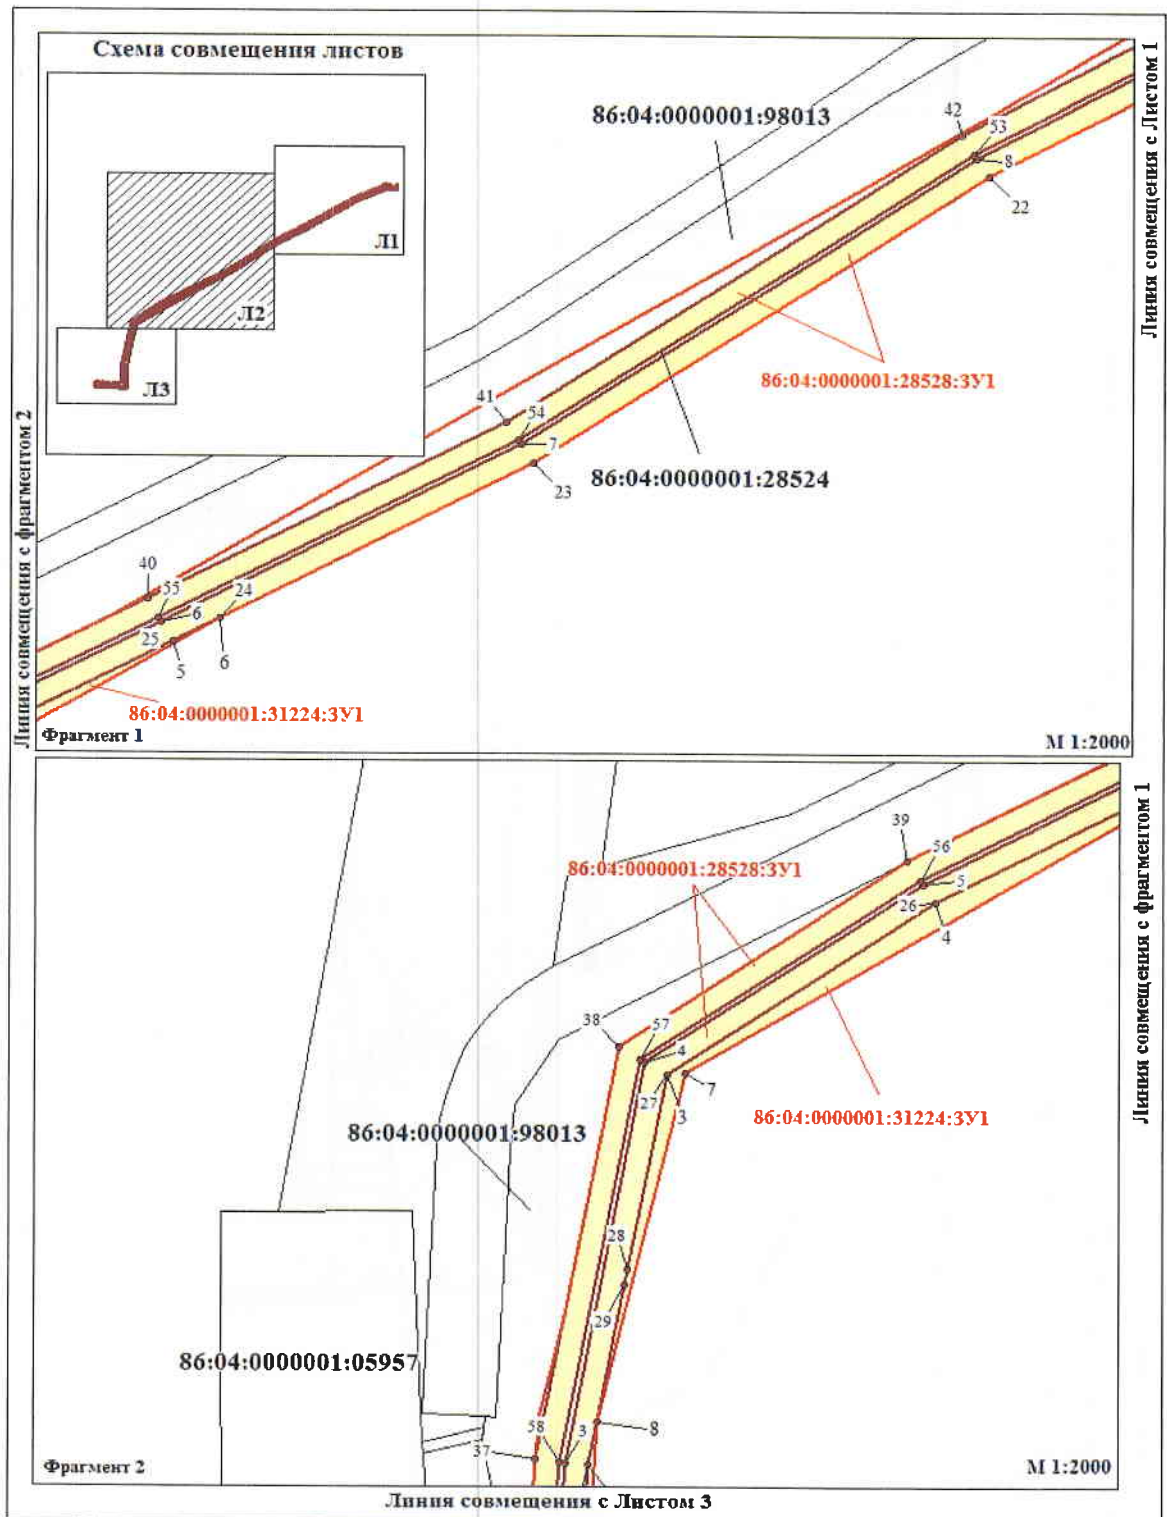 Схема совмещения листов
Л1
Л2
Л3
86:04:0000001:98013
42
53
8
22
86:04:0000001:28528:ЗУ1
41
54
7
23
86:04:0000001:28524
40
55
6
24
25
5
6
86:04:0000001:31224:ЗУ1
Фрагмент 1
М 1:2000
Линия совмещения с фрагментом 2
Линия совмещения с Листом 1
39
56
5
26
4
86:04:0000001:28528:ЗУ1
38
57
4
27
3
7
86:04:0000001:31224:ЗУ1
86:04:0000001:98013
28
29
86:04:0000001:05957
58
3
8
37
Фрагмент 2
М 1:2000
Линия совмещения с фрагментом 1
Линия совмещения с Листом 3